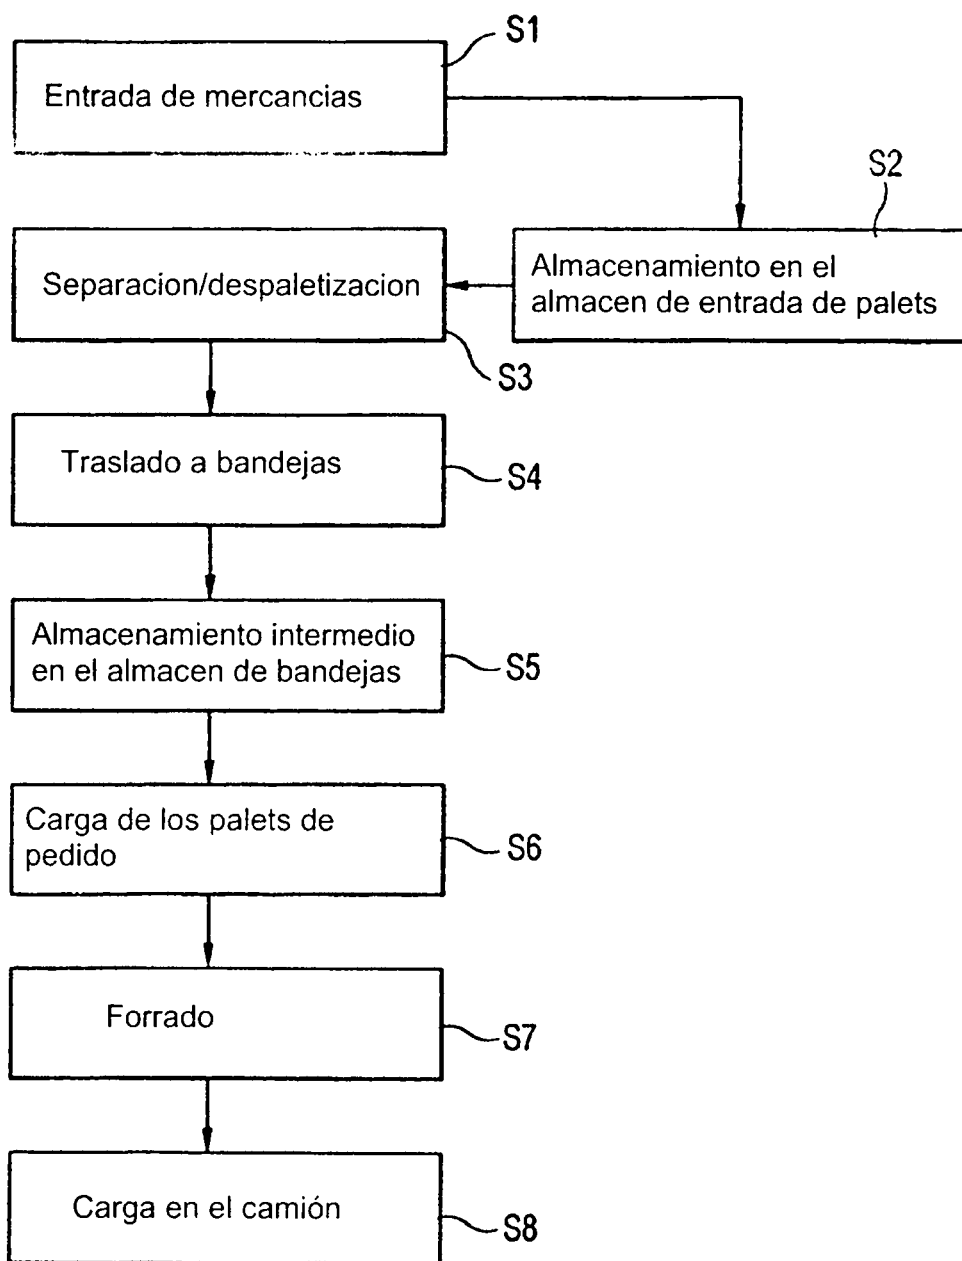 S1
Entrada de mercancias
S2
Almacenamiento en el
almacen de entrada de palets
Separacion/despaletizacion
S3
Traslado a bandejas
S4
Almacenamiento intermedio
en el almacen de bandejas
S5
Carga de los palets de
pedido
S6
Forrado
S7
Carga en el camión
S8